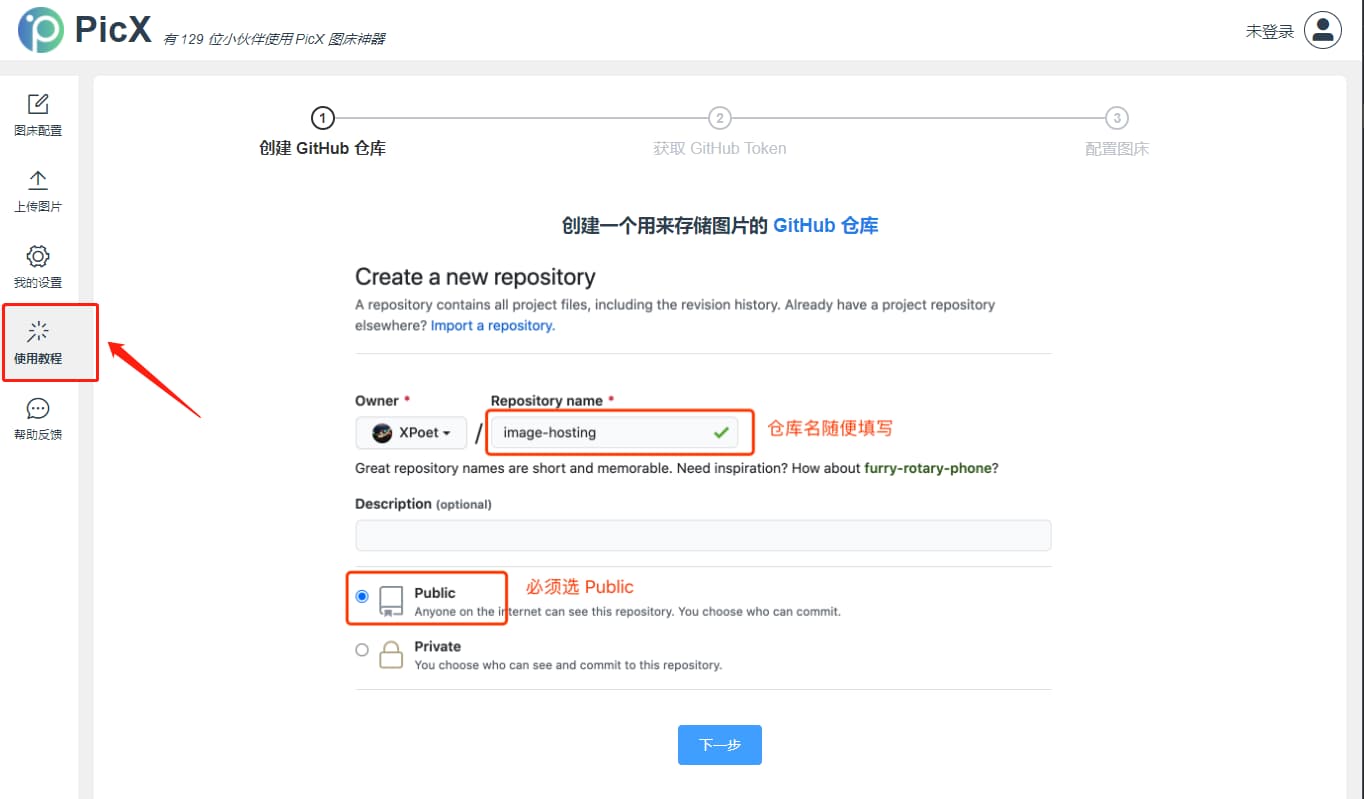 PicX 有 129 位小伙伴使用 PicX 图床神器
未登录
图床配置
上传图片
我的设置
使用教程
帮助反馈
1
创建 GitHub 仓库
2
获取 GitHub Token
3
配置图床
创建一个用来存储图片的 GitHub 仓库
Create a new repository
A repository contains all project files, including the revision history. Already have a project repository
elsewhere? Import a repository.
Owner * Repository name *
XPoet / image-hosting 仓库名随便填写
Great repository names are short and memorable. Need inspiration? How about furry-rotary-phone?
Description (optional)
Public 必须选 Public
Anyone on the internet can see this repository. You choose who can commit.
Private
You choose who can see and commit to this repository.
下一步